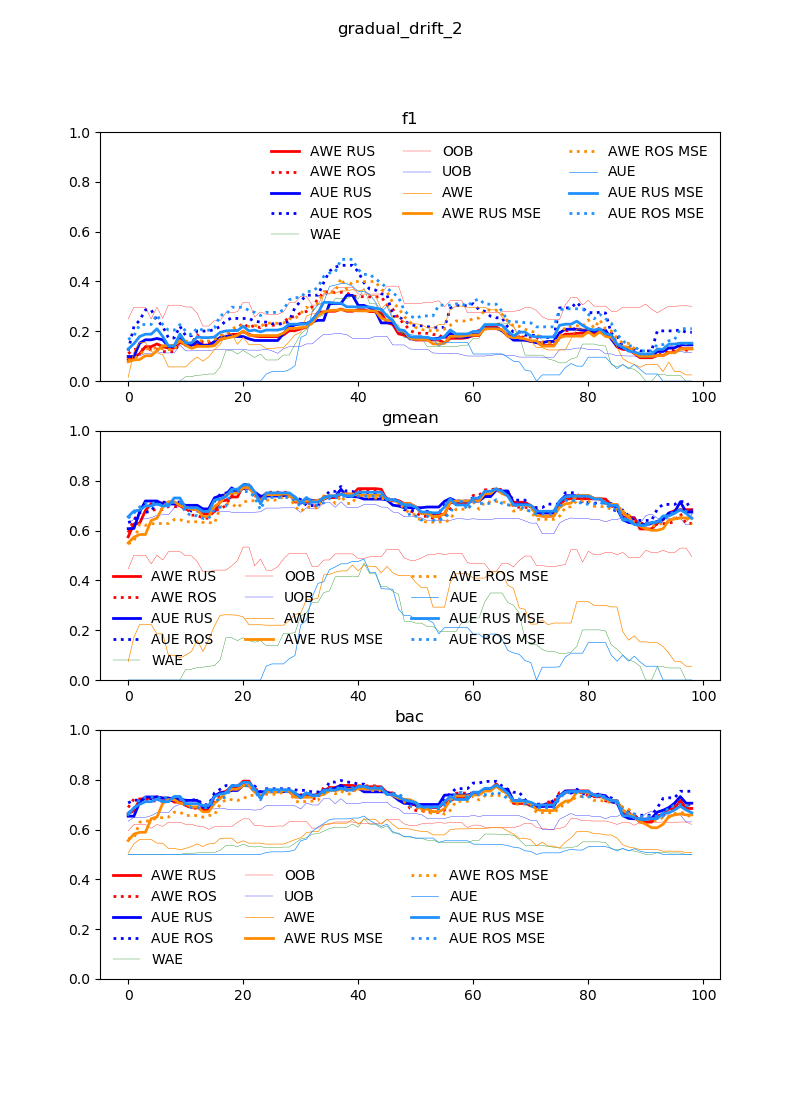 gradual_drift_2
f1
1.0
0.8
0.6
0.4
0.2
0.0
AWE RUS OOB AWE ROS MSE
AWE ROS UOB AUE
AUE RUS AWE AUE RUS MSE
AUE ROS AWE RUS MSE AUE ROS MSE
WAE
0 20 40 60 80 100
gmean
1.0
0.8
0.6
0.4
0.2
0.0
AWE RUS OOB AWE ROS MSE
AWE ROS UOB AUE
AUE RUS AWE AUE RUS MSE
AUE ROS AWE RUS MSE AUE ROS MSE
WAE
0 20 40 60 80 100
bac
1.0
0.8
0.6
0.4
0.2
0.0
AWE RUS OOB AWE ROS MSE
AWE ROS UOB AUE
AUE RUS AWE AUE RUS MSE
AUE ROS AWE RUS MSE AUE ROS MSE
WAE
0 20 40 60 80 100